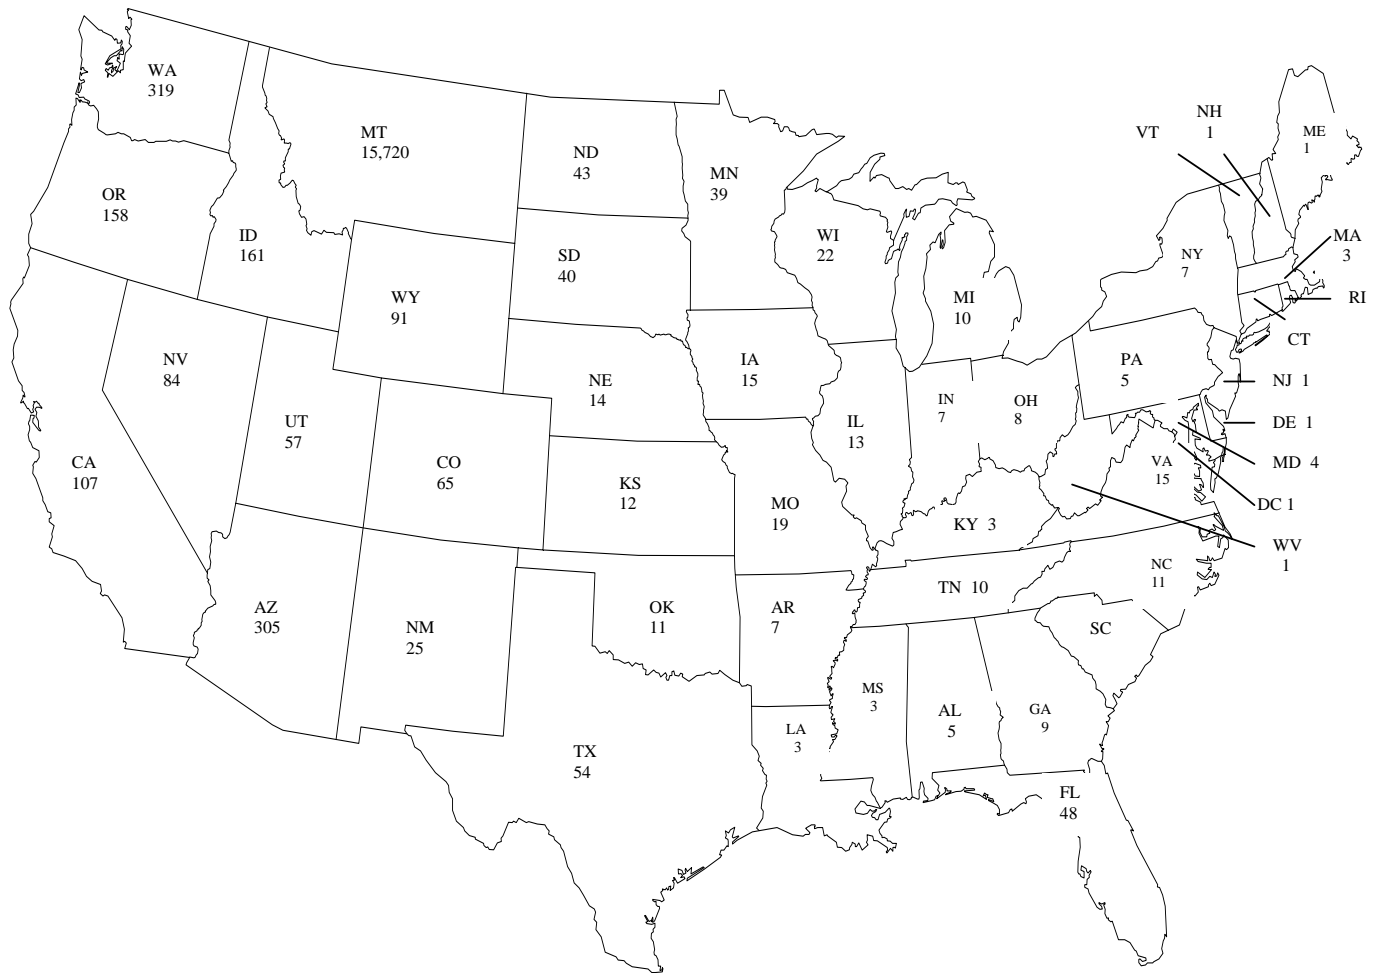 WA
319
MT
15,720
ND
43
MN
39
NH
1
VT
ME
1
OR
158
ID
161
SD
40
WI
22
NY
7
MA
3
WY
91
MI
10
RI
CT
NV
84
IA
15
PA
5
NJ 1
NE
14
UT
57
IL
13
IN
7
OH
8
DE 1
CA
107
CO
65
KS
12
MO
19
VA
15
MD 4
DC 1
KY 3
WV
1
AZ
305
NM
25
OK
11
AR
7
TN 10
NC
11
SC
MS
3
AL
5
GA
9
LA
3
TX
54
FL
48